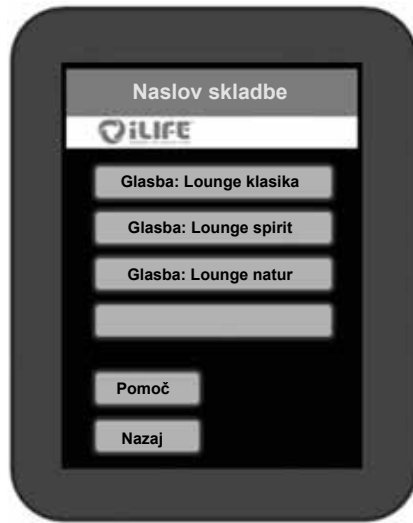 Naslov skladbe
iLIFE
Glasba: Lounge klasika
Glasba: Lounge spirit
Glasba: Lounge natur
Pomoč
Nazaj